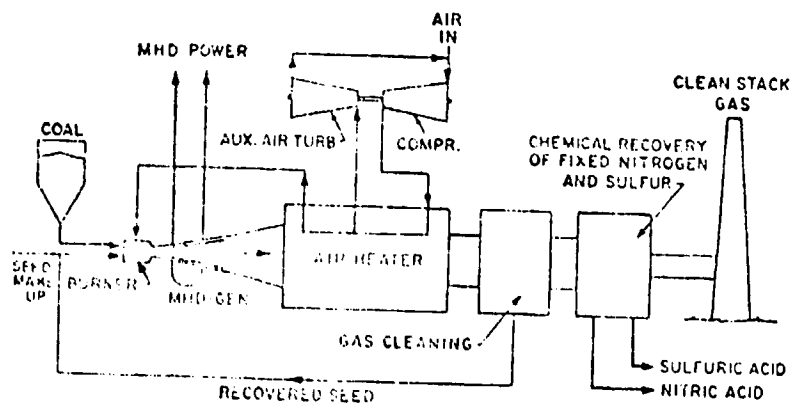 AIR
IN
MHD POWER
CLEAN STACK
GAS
COAL
AUX. AIR TURB
COMPR.
CHEMICAL RECOVERY
OF FIXED NITROGEN
AND SULFUR
AIR HEATER
SEED
MAKE
UP
BURNER
MHD GEN
GAS CLEANING
SULFURIC ACID
NITRIC ACID
RECOVERED SEED